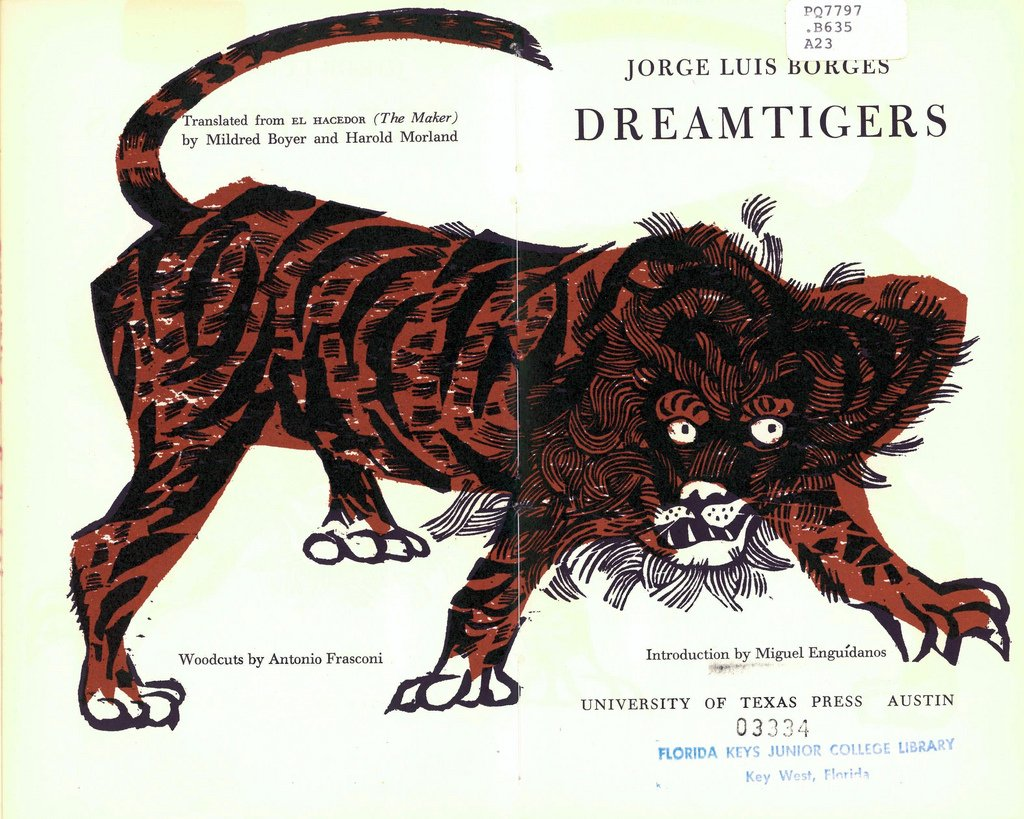 Translated from EL HACEDOR (The Maker)
by Mildred Boyer and Harold Morland
Woodcuts by Antonio Frasconi
PQ7797
.B635
A23
JORGE LUIS BORGES
DREAMTIGERS
Introduction by Miguel Enguídanos
UNIVERSITY OF TEXAS PRESS AUSTIN
03334
FLORIDA KEYS JUNIOR COLLEGE LIBRARY
Key West, Florida